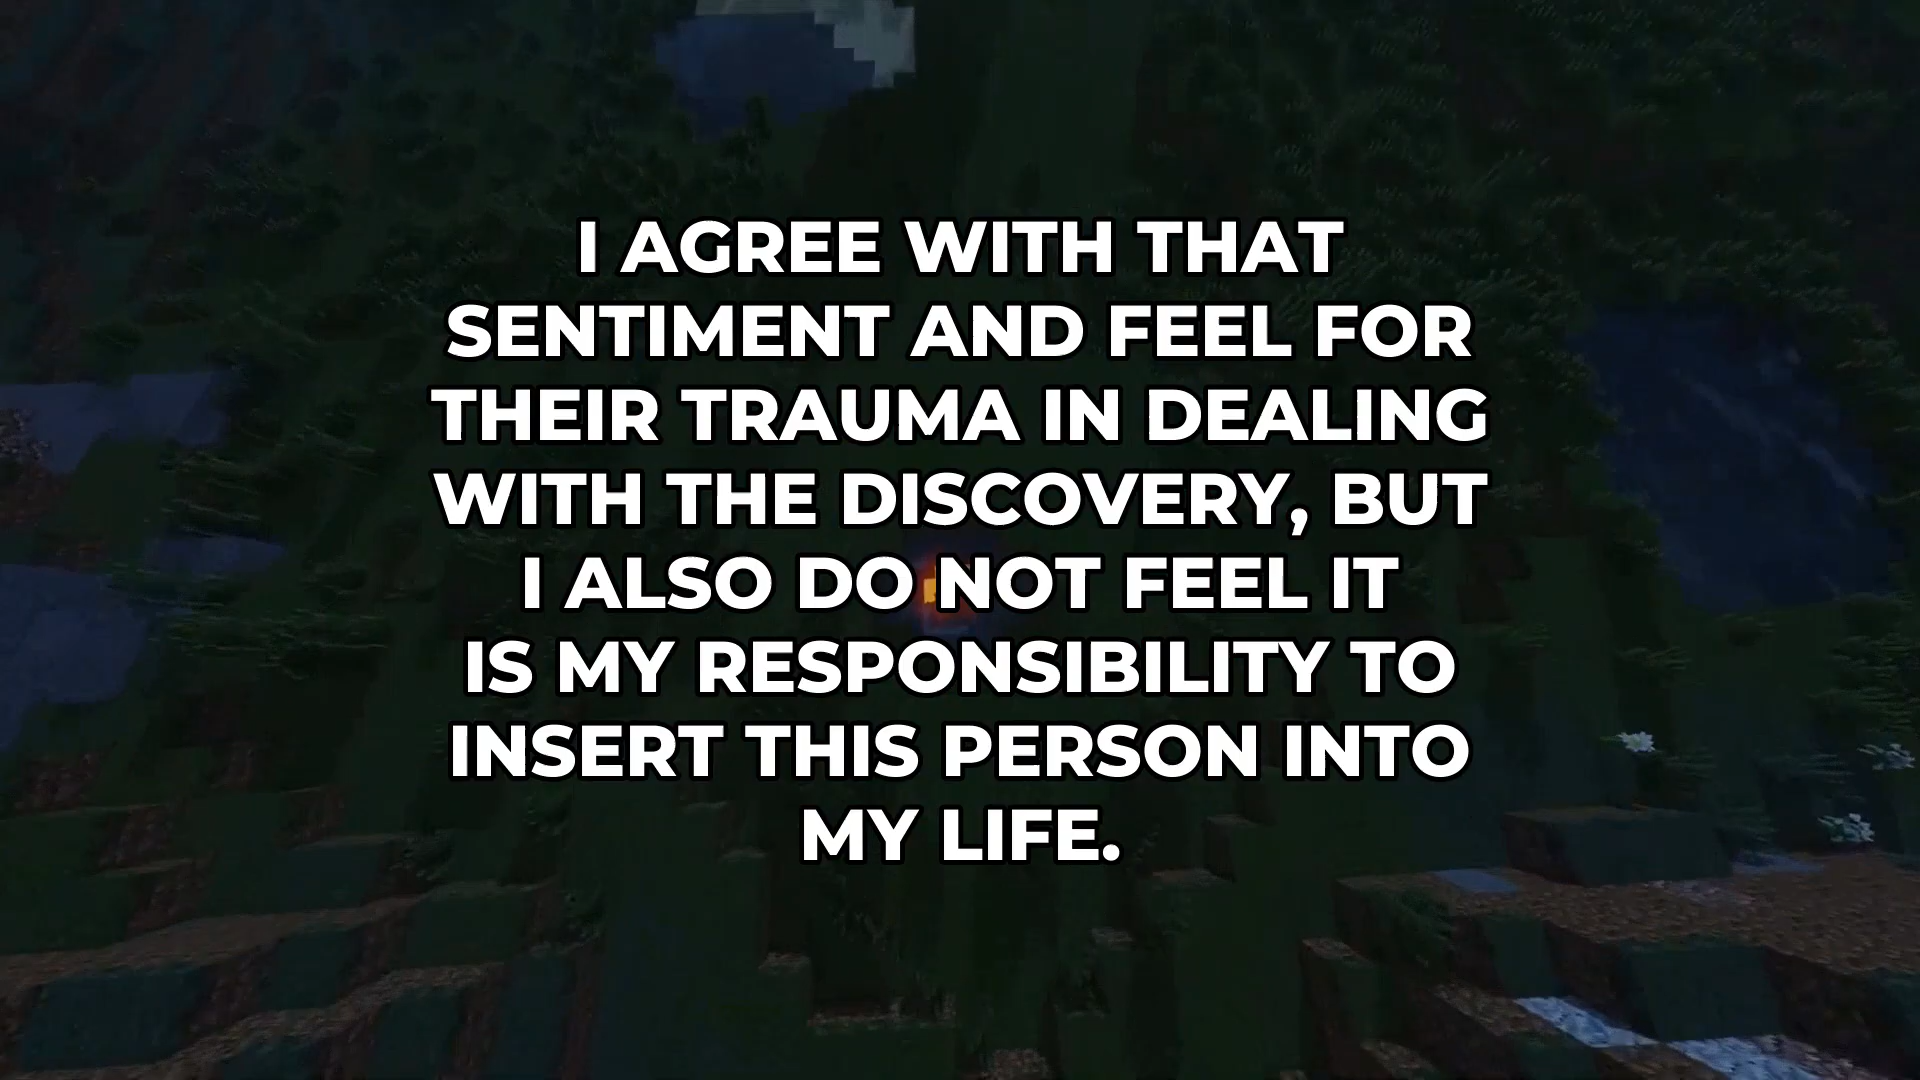 I AGREE WITH THAT
SENTIMENT AND FEEL FOR
THEIR TRAUMA IN DEALING
WITH THE DISCOVERY, BUT
I ALSO DO NOT FEEL IT
IS MY RESPONSIBILITY TO
INSERT THIS PERSON INTO
MY LIFE.